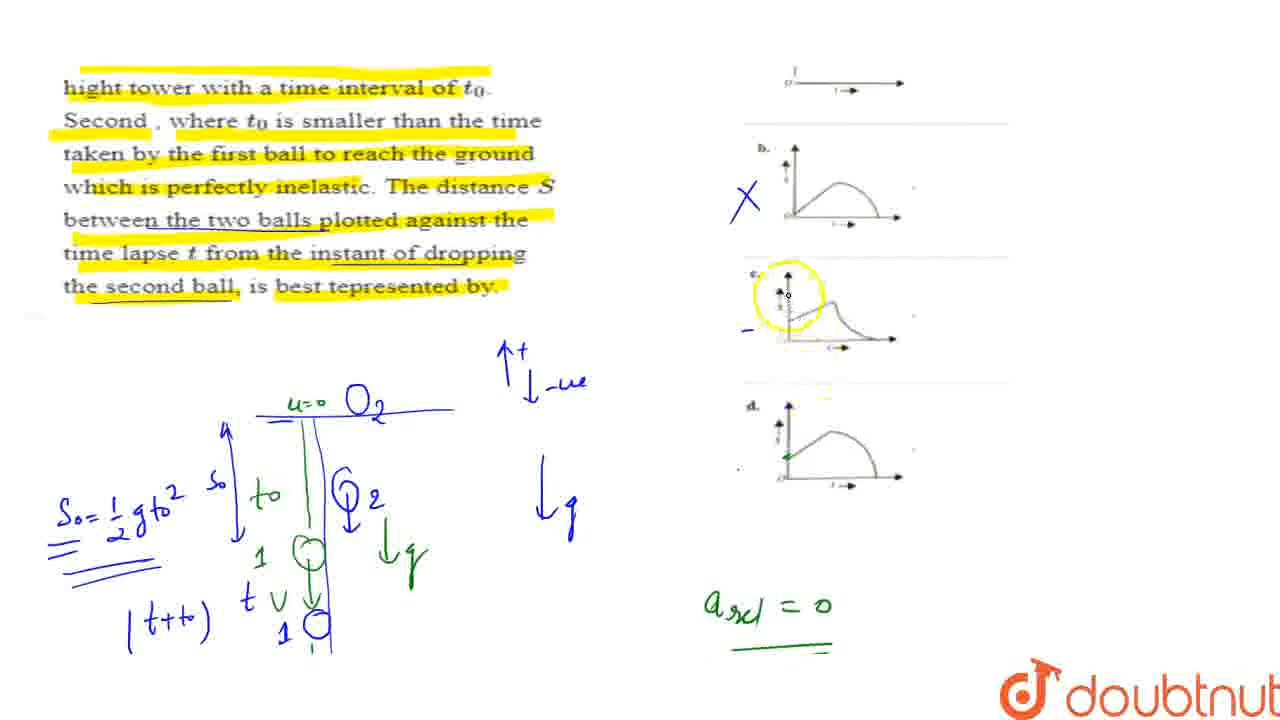 hight tower with a time interval of t₀.
Second , where t₀ is smaller than the time
taken by the first ball to reach the ground
which is perfectly inelastic. The distance S
between the two balls plotted against the
time lapse t from the instant of dropping
the second ball, is best tepresented by.
O
t →
b.
X
s
t →
c.
t →
d.
s
O
t →
+
-ve
u=0
2
S₀
S₀ = 1/2 g t₀²
t₀
2
g
g
1
t
v
(t+t₀)
1
a_rel = 0
doubtnut